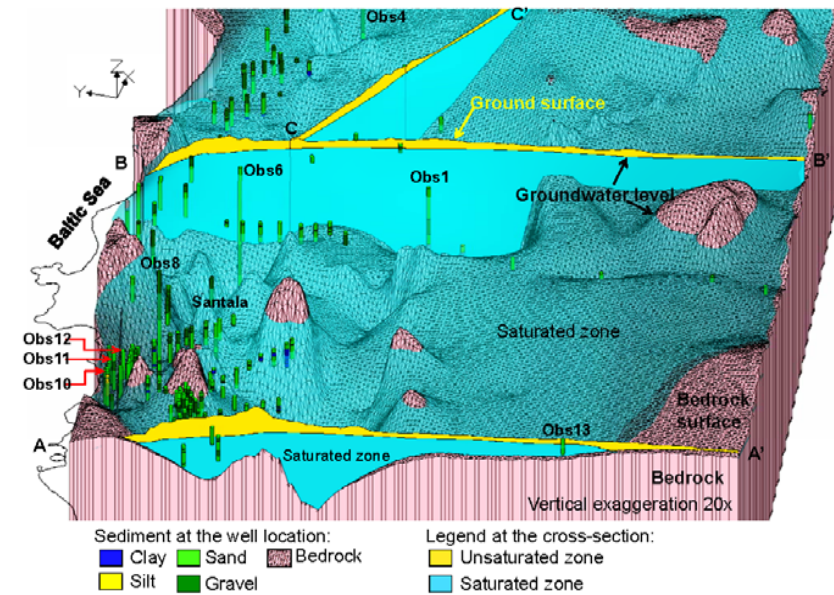 Obs4
C'
Z
X
Y
Ground surface
C
B
B'
Obs6
Obs1
Groundwater level
Baltic Sea
Obs8
Santala
Saturated zone
Obs12
Obs11
Obs10
Bedrock
surface
Obs13
A
A'
Saturated zone
Bedrock
Vertical exaggeration 20x
Sediment at the well location:
Legend at the cross-section:
Clay
Sand
Bedrock
Unsaturated zone
Silt
Gravel
Saturated zone